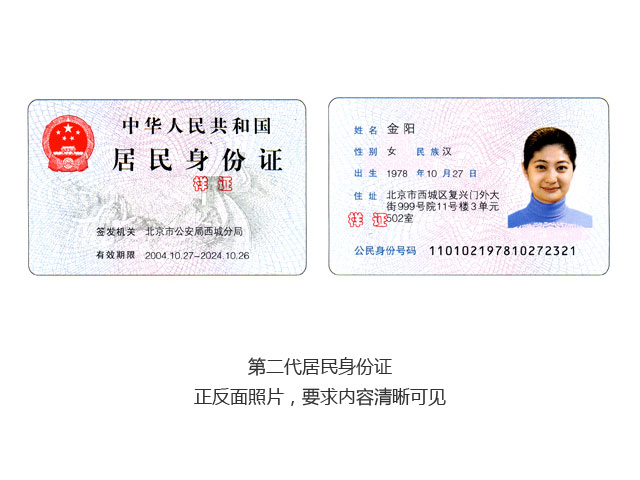 中华人民共和国
居民身份证
样 证
签发机关 北京市公安局西城分局
有效期限 2004.10.27-2024.10.26
姓 名 金 阳
性 别 女 民 族 汉
出 生 1978 年 10 月 27 日
住 址 北京市西城区复兴门外大
街999号院11号楼3单元
样 证 502室
公民身份号码 110102197810272321
第二代居民身份证
正反面照片，要求内容清晰可见